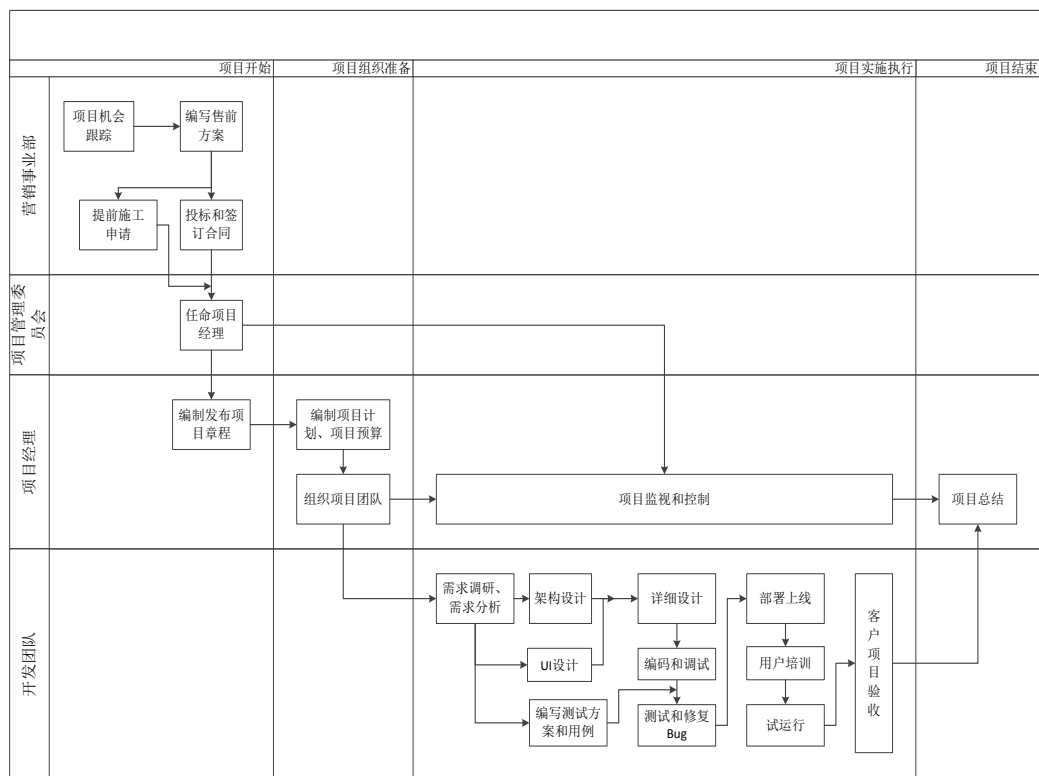 项目开始
项目组织准备
项目实施执行
项目结束
营销事业部
项目机会
跟踪
编写售前
方案
提前施工
申请
投标和签
订合同
项目管理委
员会
任命项目
经理
项目经理
编制发布项
目章程
编制项目计
划、项目预算
组织项目团队
项目监视和控制
项目总结
开发团队
需求调研、
需求分析
架构设计
详细设计
部署上线
客户项目验收
UI设计
编码和调试
用户培训
编写测试方
案和用例
测试和修复
Bug
试运行